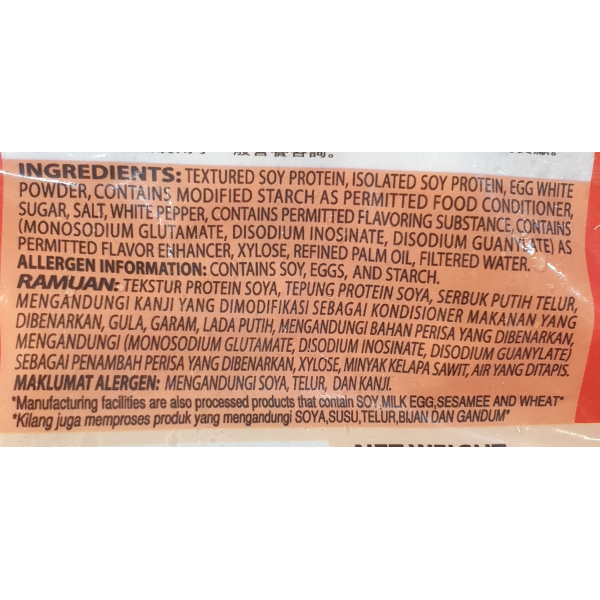 INGREDIENTS: TEXTURED SOY PROTEIN, ISOLATED SOY PROTEIN, EGG WHITE
POWDER, CONTAINS MODIFIED STARCH AS PERMITTED FOOD CONDITIONER,
SUGAR, SALT, WHITE PEPPER, CONTAINS PERMITTED FLAVORING SUBSTANCE, CONTAINS
(MONOSODIUM GLUTAMATE, DISODIUM INOSINATE, DISODIUM GUANYLATE) AS
PERMITTED FLAVOR ENHANCER, XYLOSE, REFINED PALM OIL, FILTERED WATER.
ALLERGEN INFORMATION: CONTAINS SOY, EGGS, AND STARCH.
RAMUAN: TEKSTUR PROTEIN SOYA, TEPUNG PROTEIN SOYA, SERBUK PUTIH TELUR,
MENGANDUNGI KANJI YANG DIMODIFIKASI SEBAGAI KONDISIONER MAKANAN YANG
DIBENARKAN, GULA, GARAM, LADA PUTIH, MENGANDUNGI BAHAN PERISA YANG DIBENARKAN,
MENGANDUNGI (MONOSODIUM GLUTAMATE, DISODIUM INOSINATE, DISODIUM GUANYLATE)
SEBAGAI PENAMBAH PERISA YANG DIBENARKAN, XYLOSE, MINYAK KELAPA SAWIT, AIR YANG DITAPIS.
MAKLUMAT ALERGEN: MENGANDUNGI SOYA, TELUR, DAN KANJI.
*Manufacturing facilities are also processed products that contain SOY,MILK EGG,SESAMEE AND WHEAT*
*Kilang juga memproses produk yang mengandungi SOYA,SUSU,TELUR,BIJAN DAN GANDUM*
NET WEIGHT